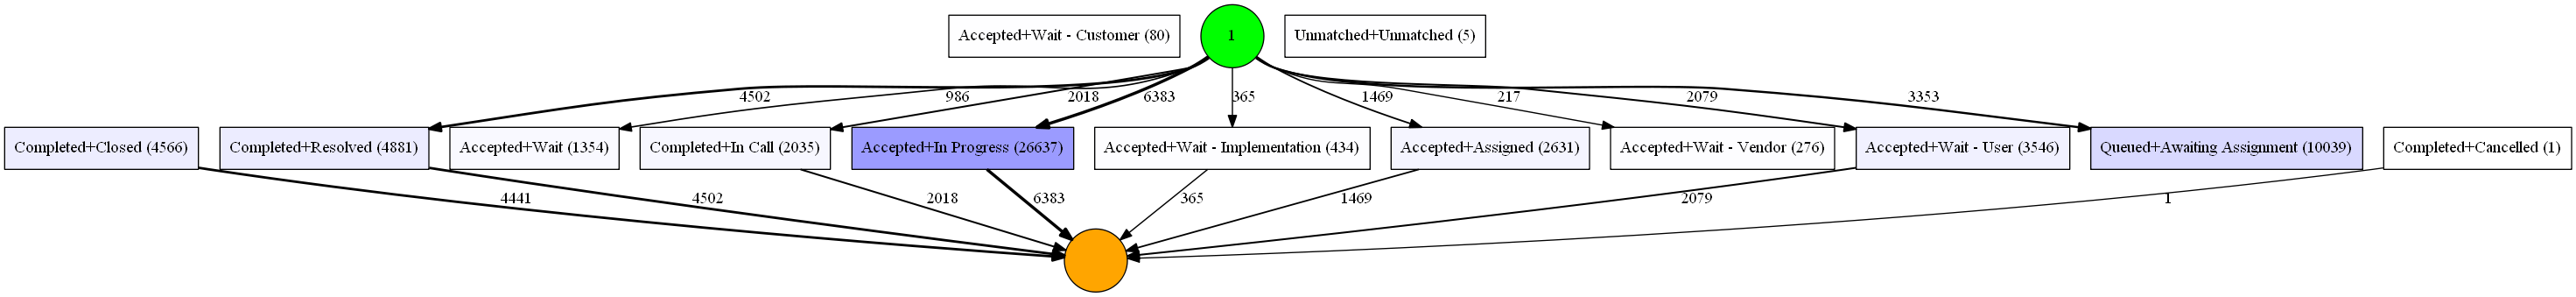 Accepted+Wait - Customer (80)
1
Unmatched+Unmatched (5)
4502
986
2018
6383
365
1469
217
2079
3353
Completed+Closed (4566)
Completed+Resolved (4881)
Accepted+Wait (1354)
Completed+In Call (2035)
Accepted+In Progress (26637)
Accepted+Wait - Implementation (434)
Accepted+Assigned (2631)
Accepted+Wait - Vendor (276)
Accepted+Wait - User (3546)
Queued+Awaiting Assignment (10039)
Completed+Cancelled (1)
4441
4502
2018
6383
365
1469
2079
1